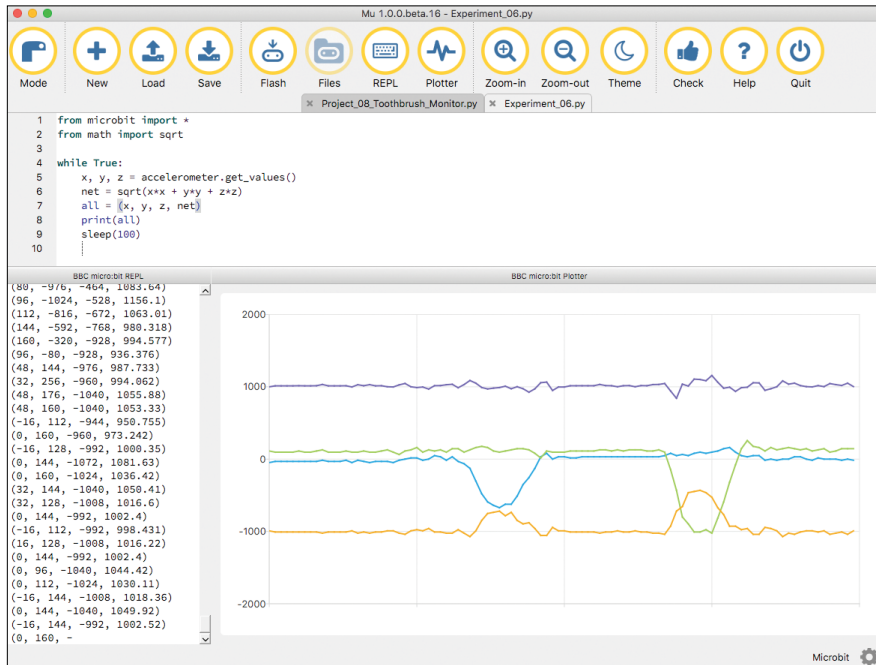 Mu 1.0.0.beta.16 - Experiment_06.py
Mode New Load Save Flash Files REPL Plotter Zoom-in Zoom-out Theme Check Help Quit
Project_08_Toothbrush_Monitor.py Experiment_06.py
1 from microbit import *
2 from math import sqrt
3
4 while True:
5 x, y, z = accelerometer.get_values()
6 net = sqrt(x*x + y*y + z*z)
7 all = (x, y, z, net)
8 print(all)
9 sleep(100)
10
BBC micro:bit REPL
(80, -976, -464, 1083.64)
(96, -1024, -528, 1156.1)
(112, -816, -672, 1063.01)
(144, -592, -768, 980.318)
(160, -320, -928, 994.577)
(96, -80, -928, 936.376)
(48, 144, -976, 987.733)
(32, 256, -960, 994.062)
(48, 176, -1040, 1055.88)
(48, 160, -1040, 1053.33)
(-16, 112, -944, 950.755)
(0, 160, -960, 973.242)
(-16, 128, -992, 1000.35)
(0, 144, -1072, 1081.63)
(0, 160, -1024, 1036.42)
(32, 144, -1040, 1050.41)
(32, 128, -1008, 1016.6)
(0, 144, -992, 1002.4)
(-16, 112, -992, 998.431)
(16, 128, -1008, 1016.22)
(0, 144, -992, 1002.4)
(0, 96, -1040, 1044.42)
(0, 112, -1024, 1030.11)
(-16, 144, -1008, 1018.36)
(0, 144, -1040, 1049.92)
(-16, 144, -992, 1002.52)
(0, 160, -
BBC micro:bit Plotter
2000
1000
0
-1000
-2000
Microbit